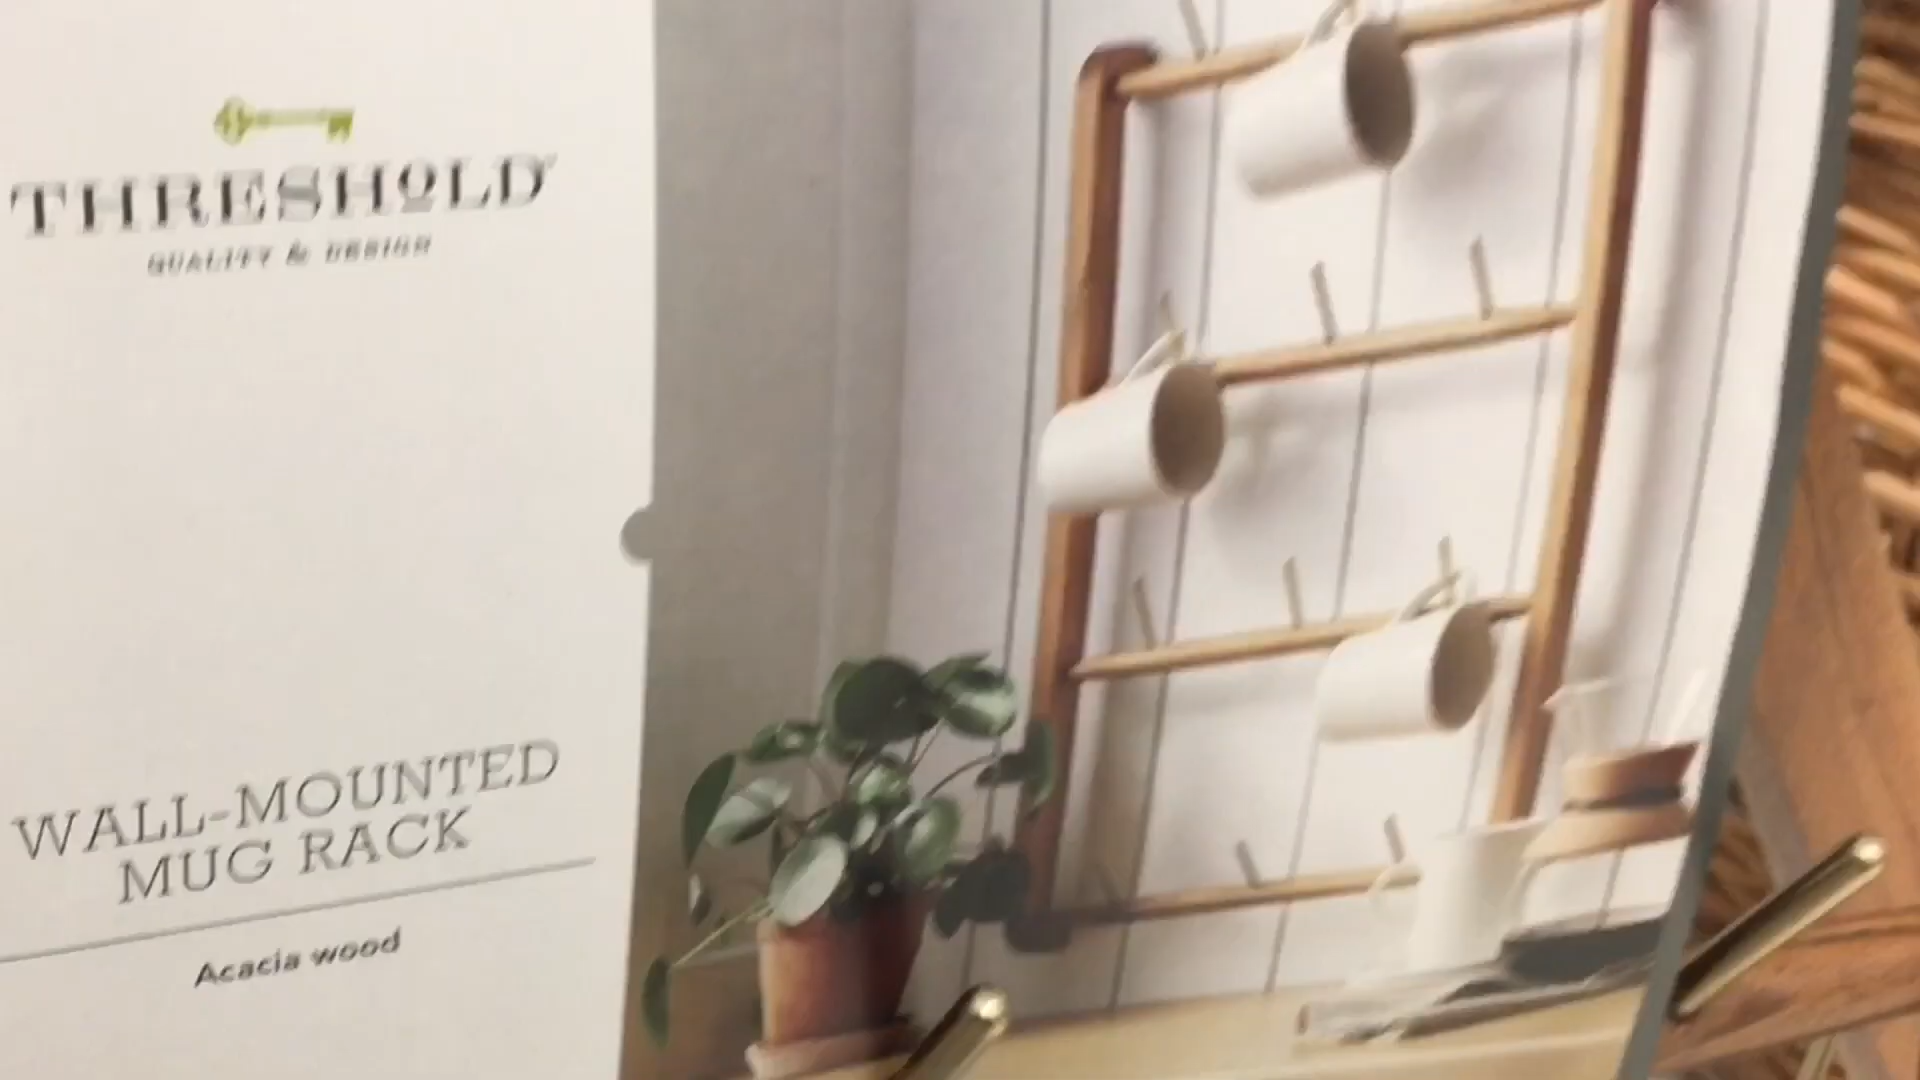 THRESHOLD
QUALITY & DESIGN
WALL-MOUNTED
MUG RACK
Acacia wood